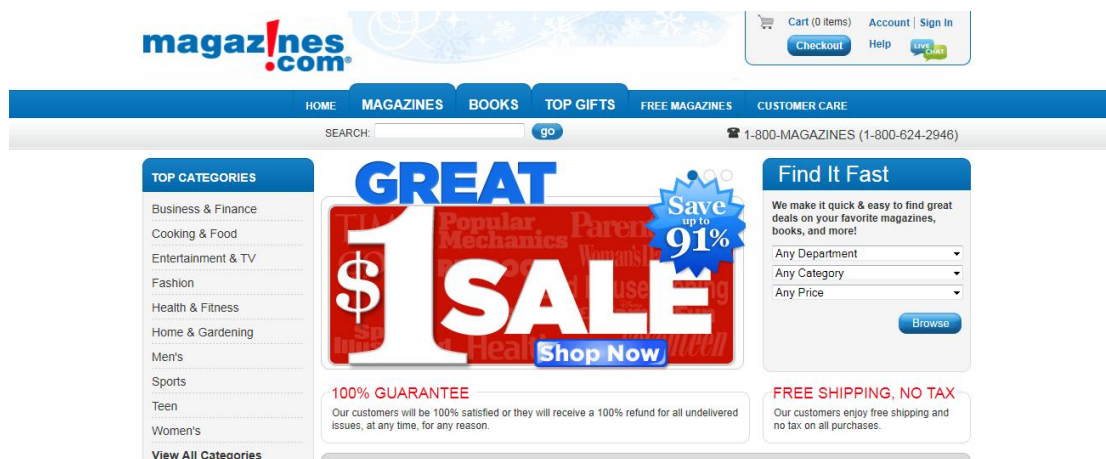 magaz!nes
.com®
Cart (0 items)
Account | Sign In
Checkout
Help
LIVE CHAT
HOME MAGAZINES BOOKS TOP GIFTS FREE MAGAZINES CUSTOMER CARE
SEARCH: go
1-800-MAGAZINES (1-800-624-2946)
TOP CATEGORIES
Business & Finance
Cooking & Food
Entertainment & TV
Fashion
Health & Fitness
Home & Gardening
Men's
Sports
Teen
Women's
View All Categories
GREAT
$1 SALE
Save
up to
91%
Popular
Mechanics
Shop Now
Find It Fast
We make it quick & easy to find great
deals on your favorite magazines,
books, and more!
Any Department
Any Category
Any Price
Browse
100% GUARANTEE
Our customers will be 100% satisfied or they will receive a 100% refund for all undelivered
issues, at any time, for any reason.
FREE SHIPPING, NO TAX
Our customers enjoy free shipping and
no tax on all purchases.